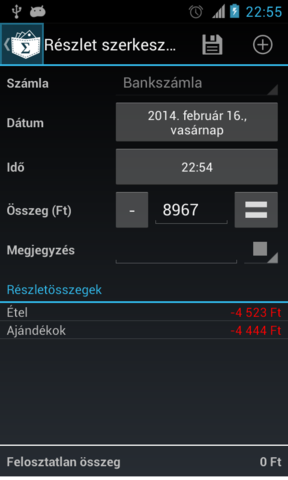 22:55
Σ Részlet szerkesz...
Számla Bankszámla
Dátum 2014. február 16.,
vasárnap
Idő 22:54
Összeg (Ft) - 8967 =
Megjegyzés
Részletösszegek
Étel -4 523 Ft
Ajándékok -4 444 Ft
Felosztatlan összeg 0 Ft